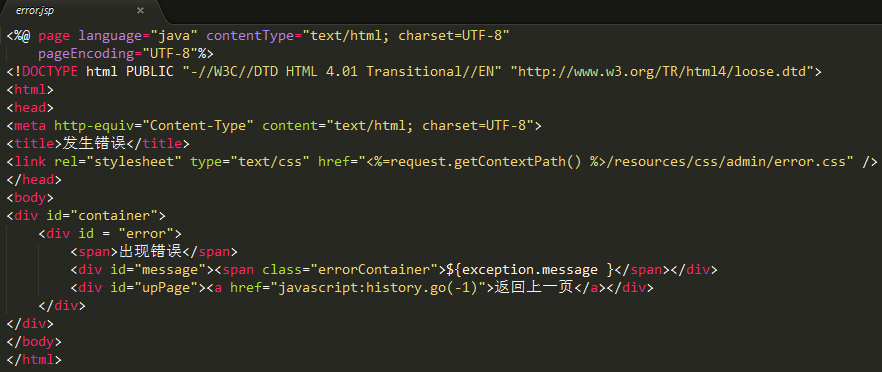 error.jsp ×
<%@ page language="java" contentType="text/html; charset=UTF-8"
    pageEncoding="UTF-8"%>
<!DOCTYPE html PUBLIC "-//W3C//DTD HTML 4.01 Transitional//EN" "http://www.w3.org/TR/html4/loose.dtd">
<html>
<head>
<meta http-equiv="Content-Type" content="text/html; charset=UTF-8">
<title>发生错误</title>
<link rel="stylesheet" type="text/css" href="<%=request.getContextPath() %>/resources/css/admin/error.css" />
</head>
<body>
<div id="container">
    <div id = "error">
        <span>出现错误</span>
        <div id="message"><span class="errorContainer">${exception.message }</span></div>
        <div id="upPage"><a href="javascript:history.go(-1)">返回上一页</a></div>
    </div>
</div>
</body>
</html>